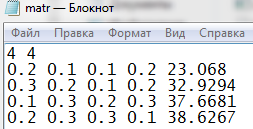 matr — Блокнот
Файл Правка Формат Вид Справка
4 4
0.2 0.1 0.1 0.2 23.068
0.3 0.2 0.1 0.2 32.9294
0.1 0.3 0.2 0.3 37.6681
0.2 0.3 0.3 0.1 38.6267